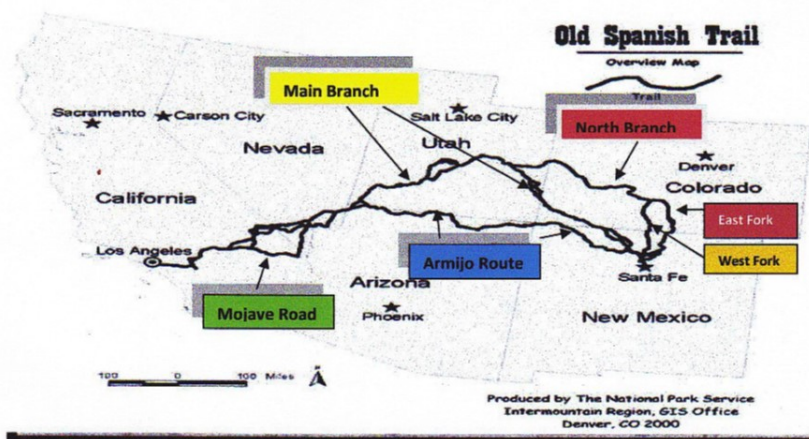 Old Spanish Trail
Overview Map
Trail
Main Branch
North Branch
Sacramento
Carson City
Salt Lake City
Nevada
Utah
Denver
California
Colorado
East Fork
Los Angeles
Armijo Route
West Fork
Santa Fe
Arizona
Mojave Road
Phoenix
New Mexico
100 0 100 Miles
N
Produced by The National Park Service
Intermountain Region, GIS Office
Denver, CO 2000